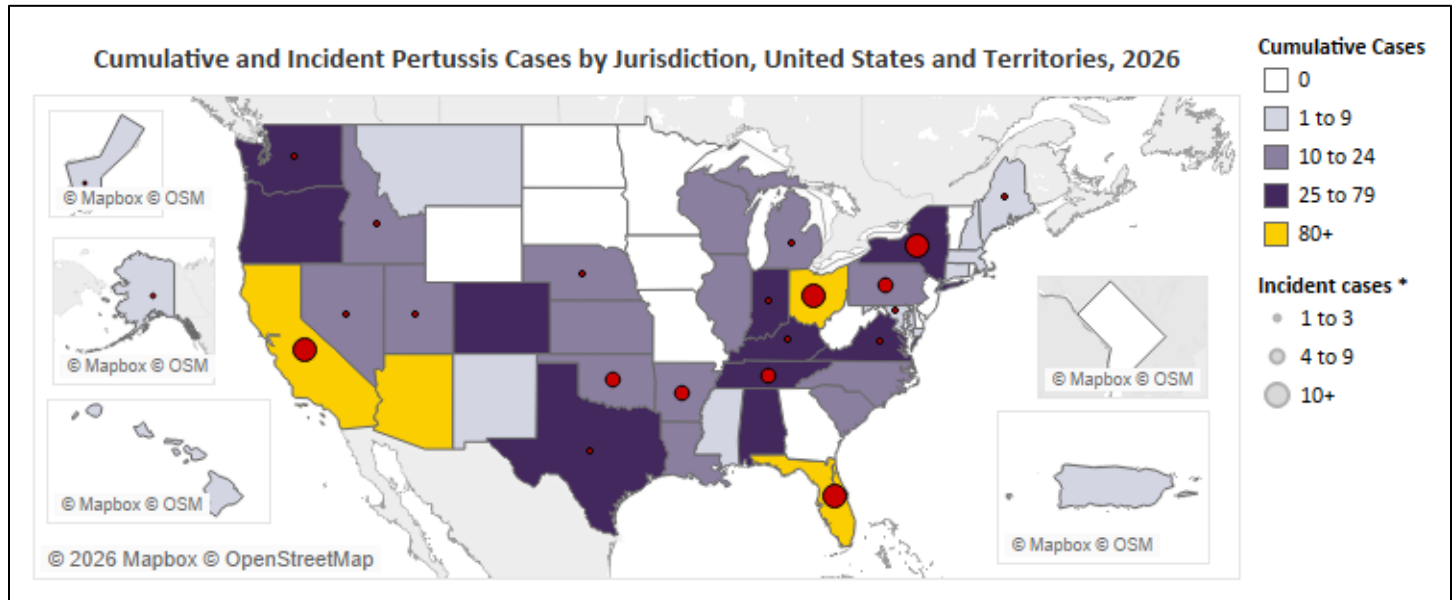 Cumulative and Incident Pertussis Cases by Jurisdiction, United States and Territories, 2026
Cumulative Cases
0
1 to 9
10 to 24
25 to 79
80+
Incident cases *
1 to 3
4 to 9
10+
© Mapbox © OSM
© Mapbox © OSM
© Mapbox © OSM
© Mapbox © OSM
© Mapbox © OSM
© 2026 Mapbox © OpenStreetMap